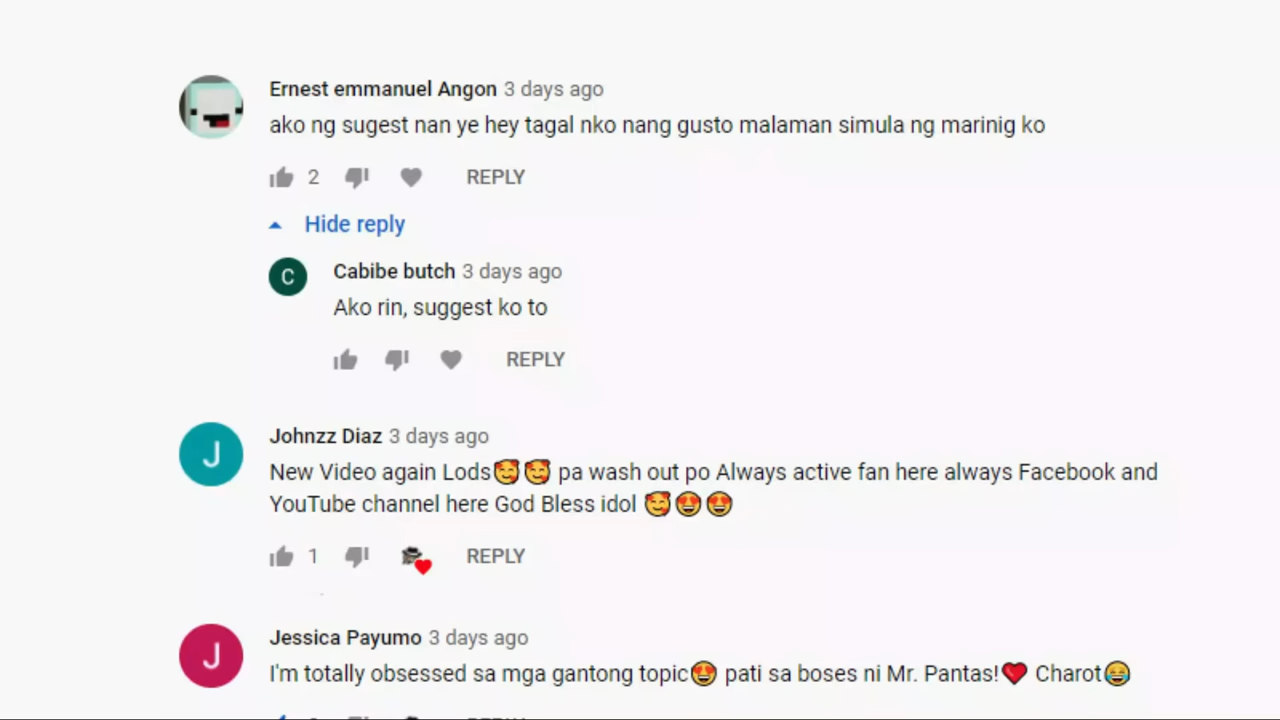 Ernest emmanuel Angon 3 days ago
ako ng sugest nan ye hey tagal nko nang gusto malaman simula ng marinig ko
2 REPLY
Hide reply
C
Cabibe butch 3 days ago
Ako rin, suggest ko to
REPLY
J
Johnzz Diaz 3 days ago
New Video again Lods🥰🥰 pa wash out po Always active fan here always Facebook and
YouTube channel here God Bless idol 🥰😍😍
1 REPLY
J
Jessica Payumo 3 days ago
I'm totally obsessed sa mga gantong topic😍 pati sa boses ni Mr. Pantas!❤️ Charot😂